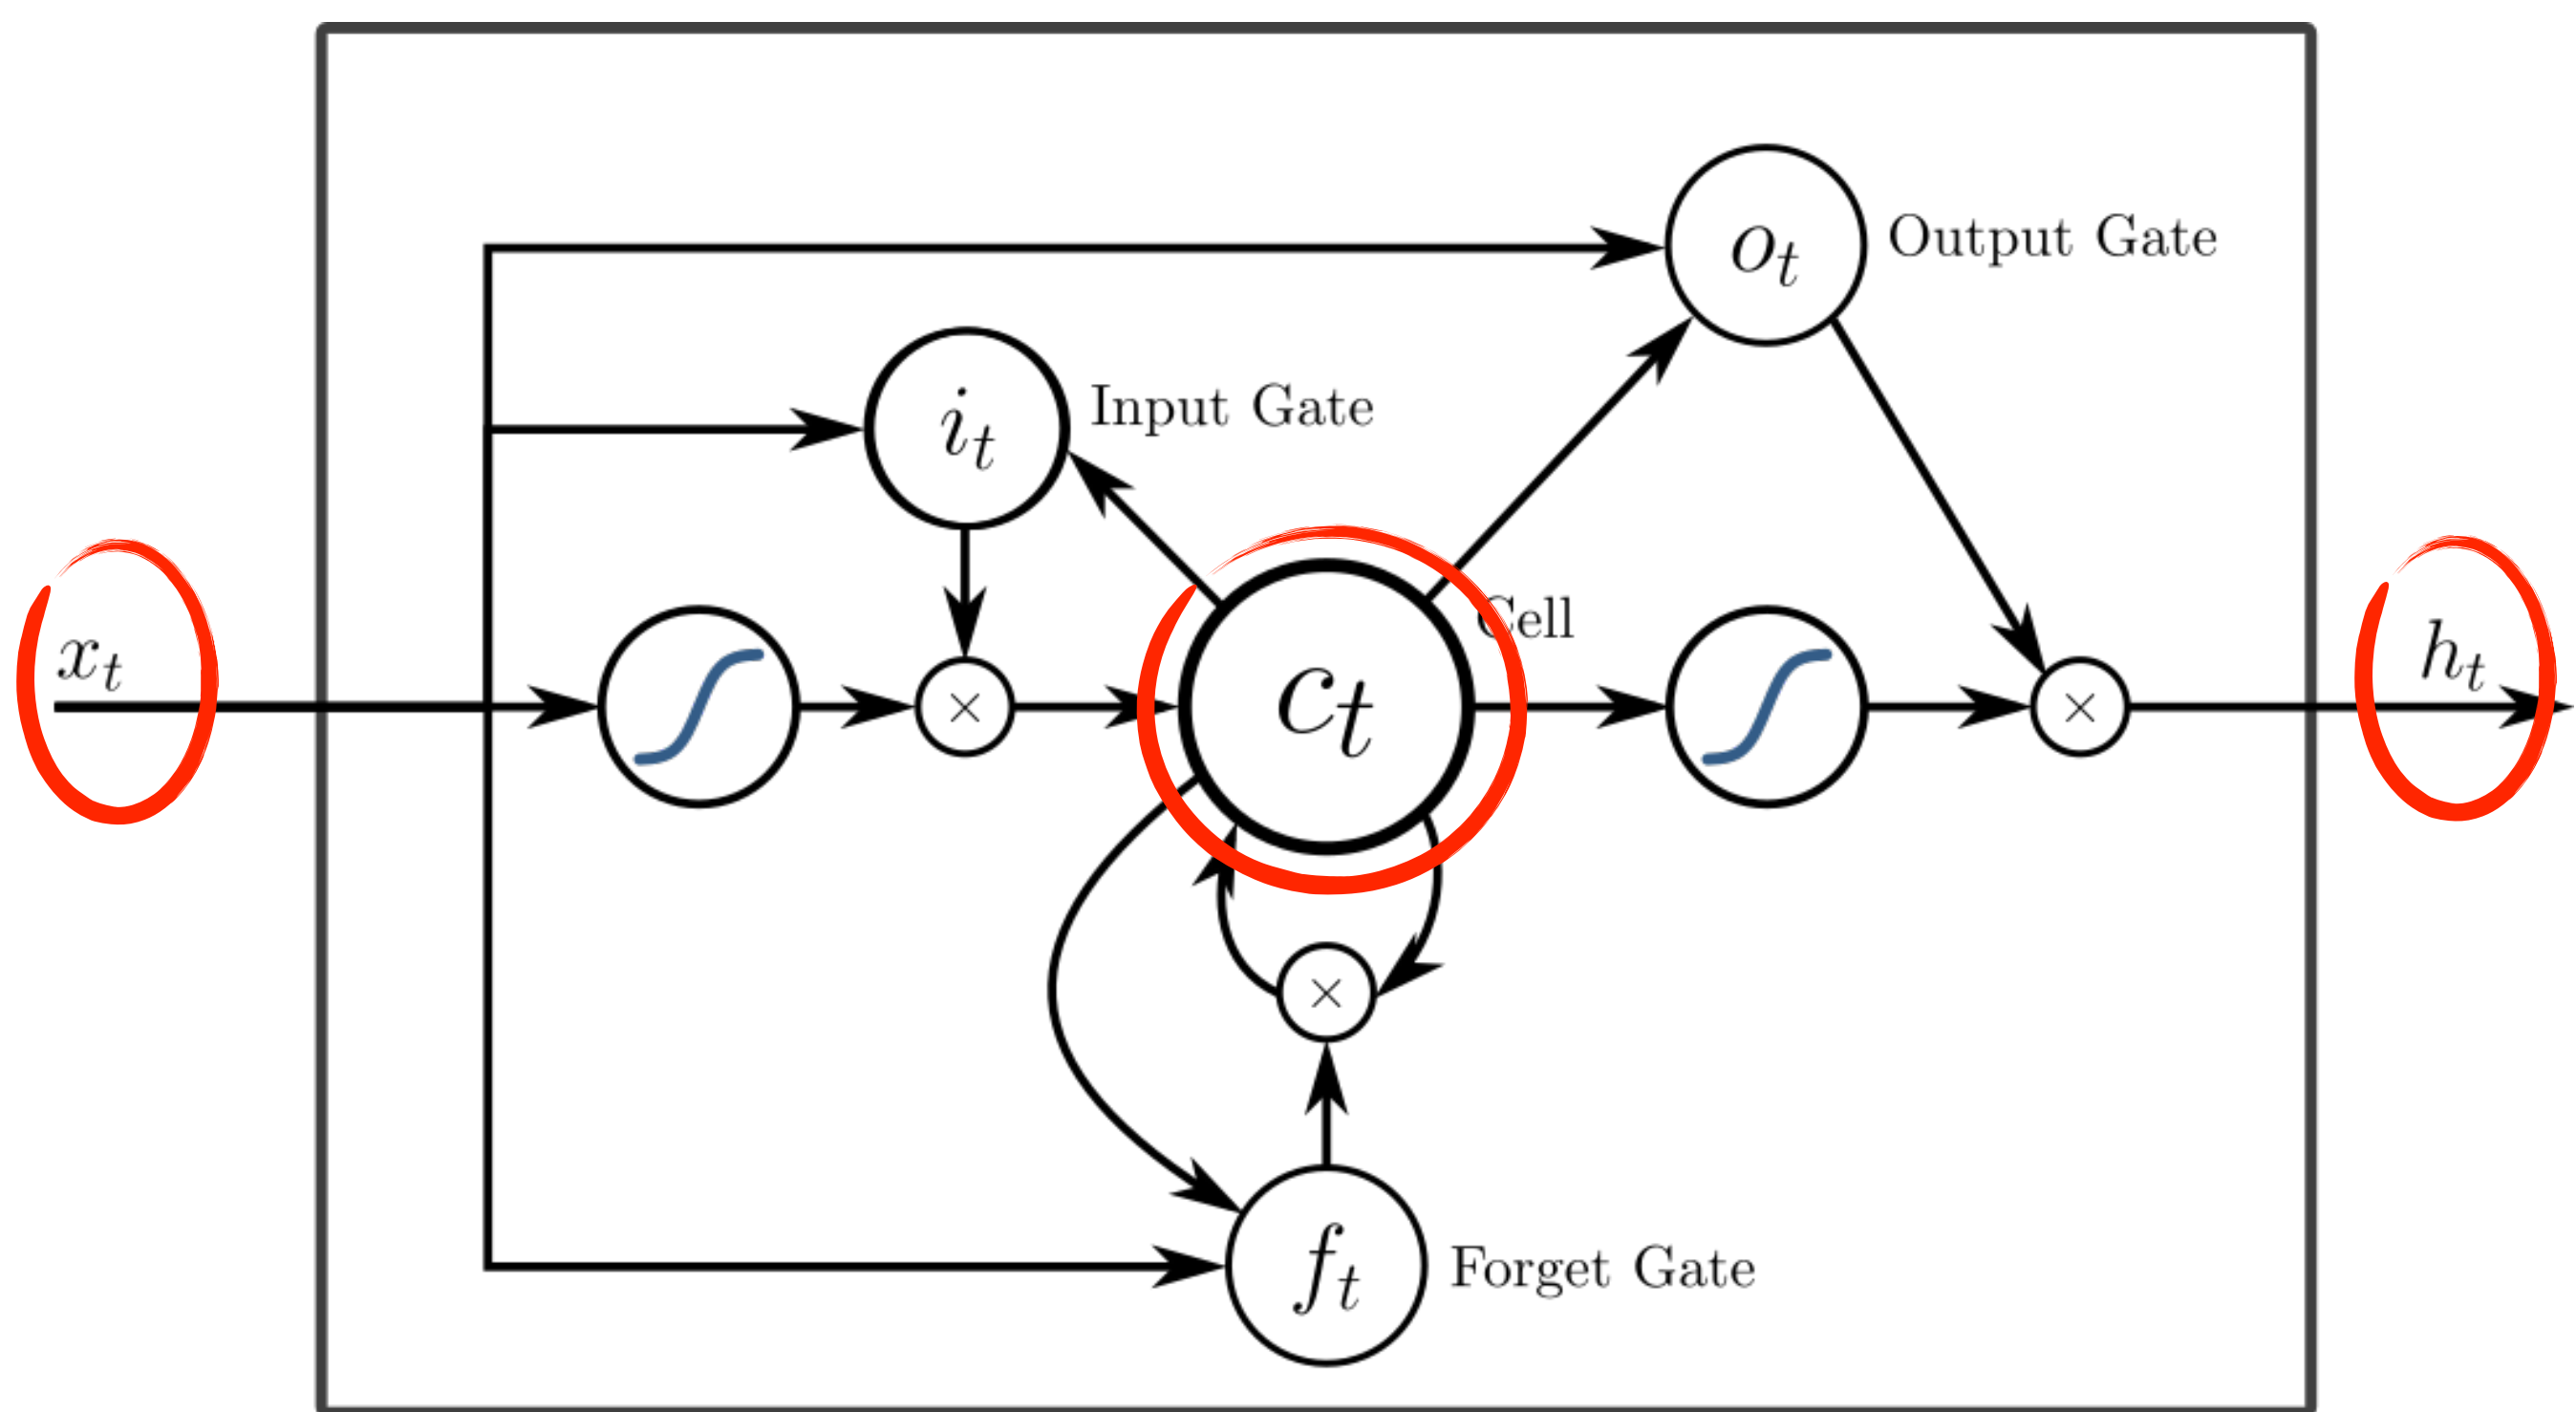 o_t Output Gate
i_t Input Gate
Cell
x_t
h_t
×
c_t
×
×
f_t Forget Gate